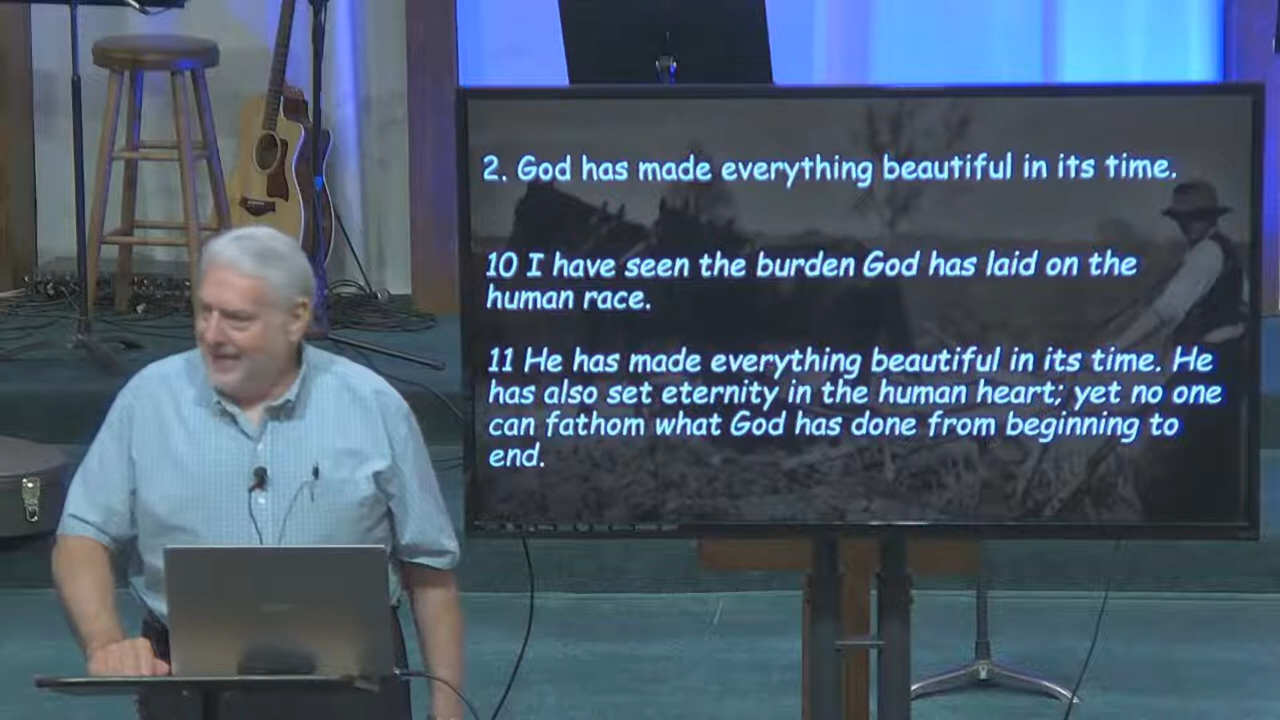 2. God has made everything beautiful in its time.
10 I have seen the burden God has laid on the
human race.
11 He has made everything beautiful in its time. He
has also set eternity in the human heart; yet no one
can fathom what God has done from beginning to
end.